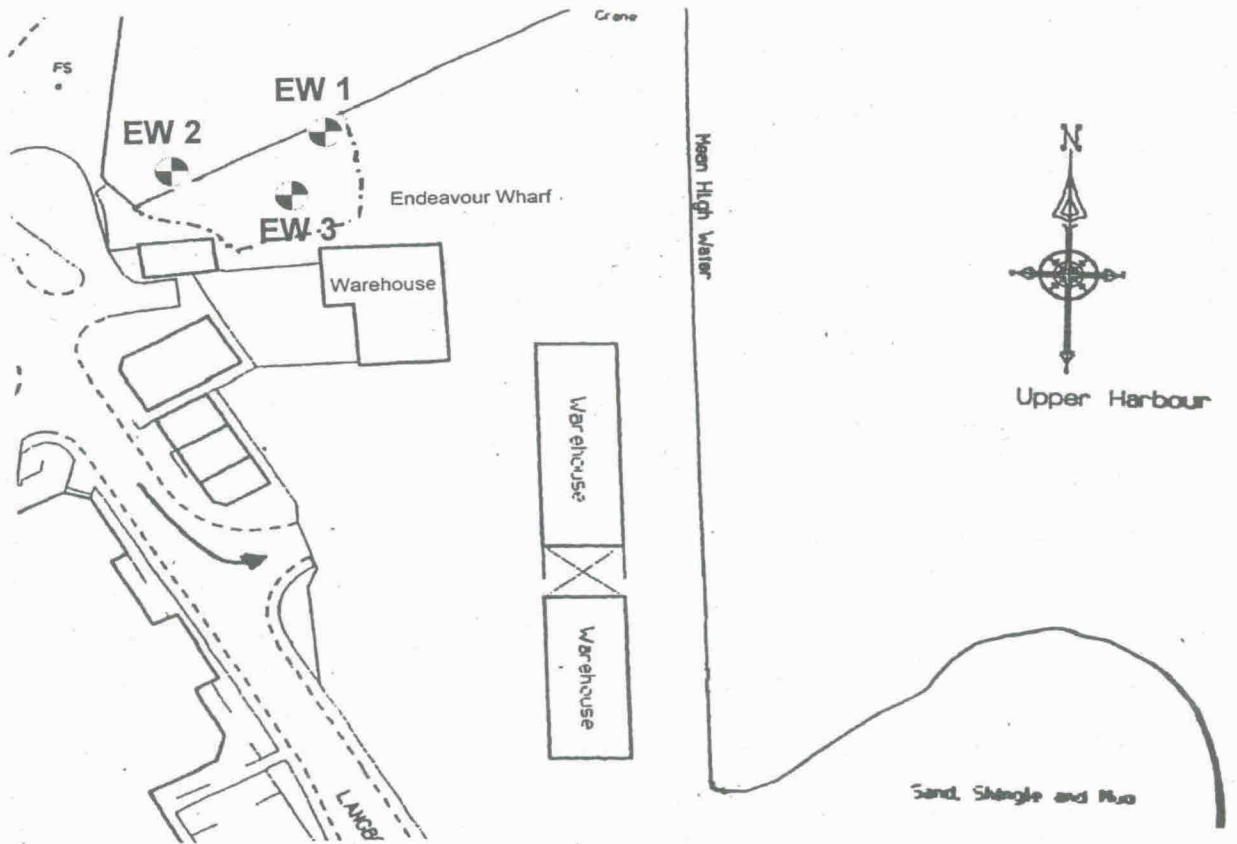 Crane
FS
EW 1
EW 2
Mean High Water
N
Endeavour Wharf
EW 3
Warehouse
Upper Harbour
Warehouse
Warehouse
Sand, Shingle and Mud